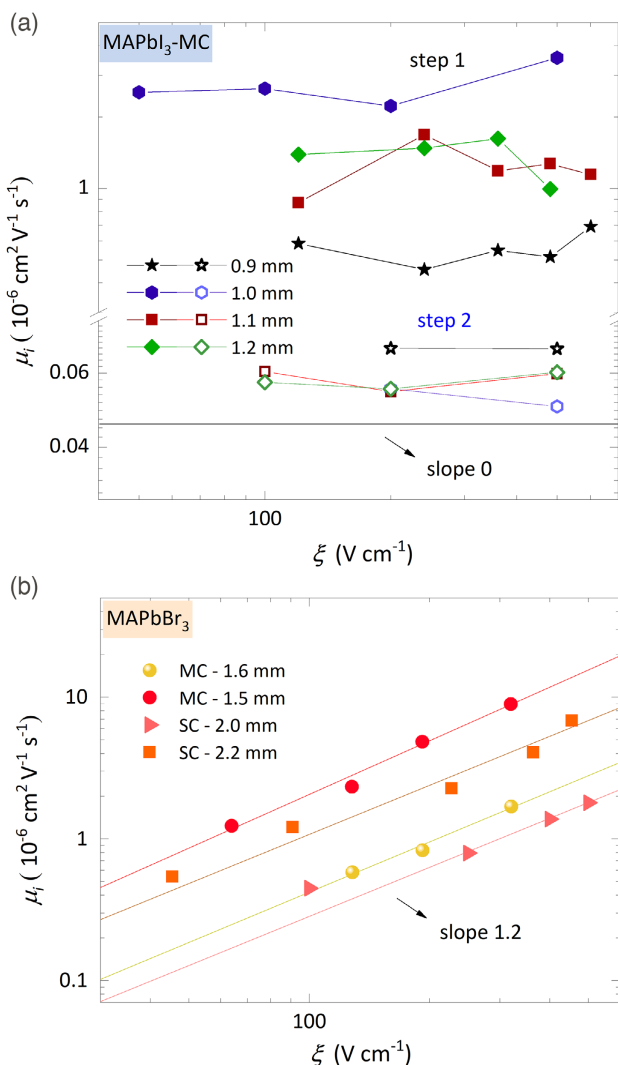 (a)
MAPbI₃-MC
step 1
1
0.9 mm
1.0 mm
step 2
1.1 mm
1.2 mm
0.06
0.04
slope 0
μᵢ ( 10⁻⁶ cm² V⁻¹ s⁻¹)
100
ξ (V cm⁻¹)
(b)
MAPbBr₃
MC - 1.6 mm
MC - 1.5 mm
SC - 2.0 mm
SC - 2.2 mm
10
1
0.1
slope 1.2
μᵢ ( 10⁻⁶ cm² V⁻¹ s⁻¹)
100
ξ (V cm⁻¹)